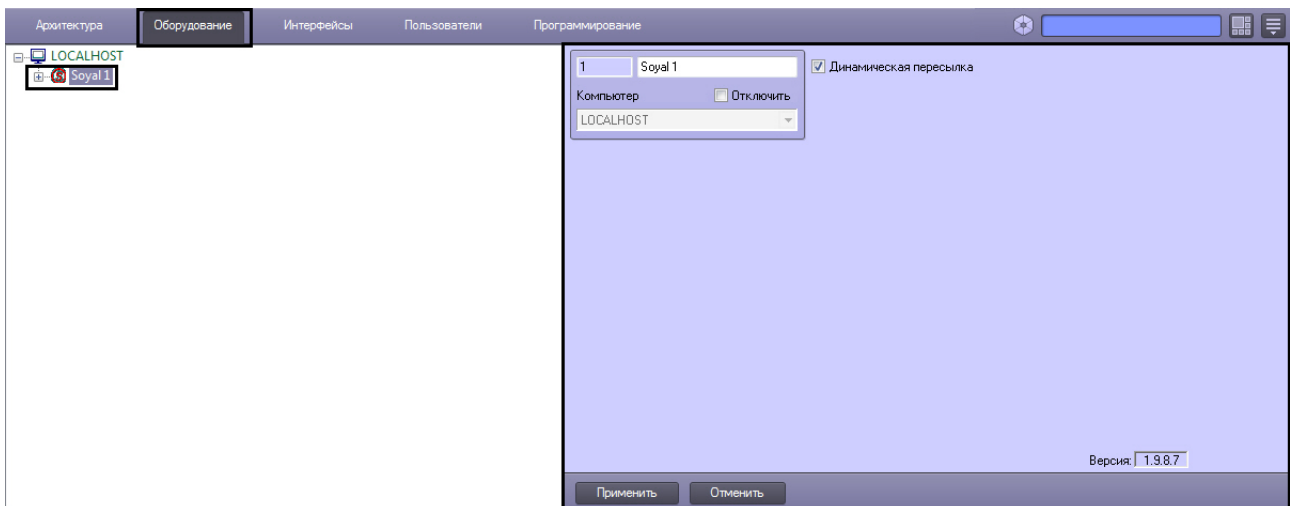 Архитектура Оборудование Интерфейсы Пользователи Программирование
LOCALHOST
Soyal 1
1 Soyal 1 Динамическая пересылка
Компьютер Отключить
LOCALHOST
Версия: 1.9.8.7
Применить Отменить